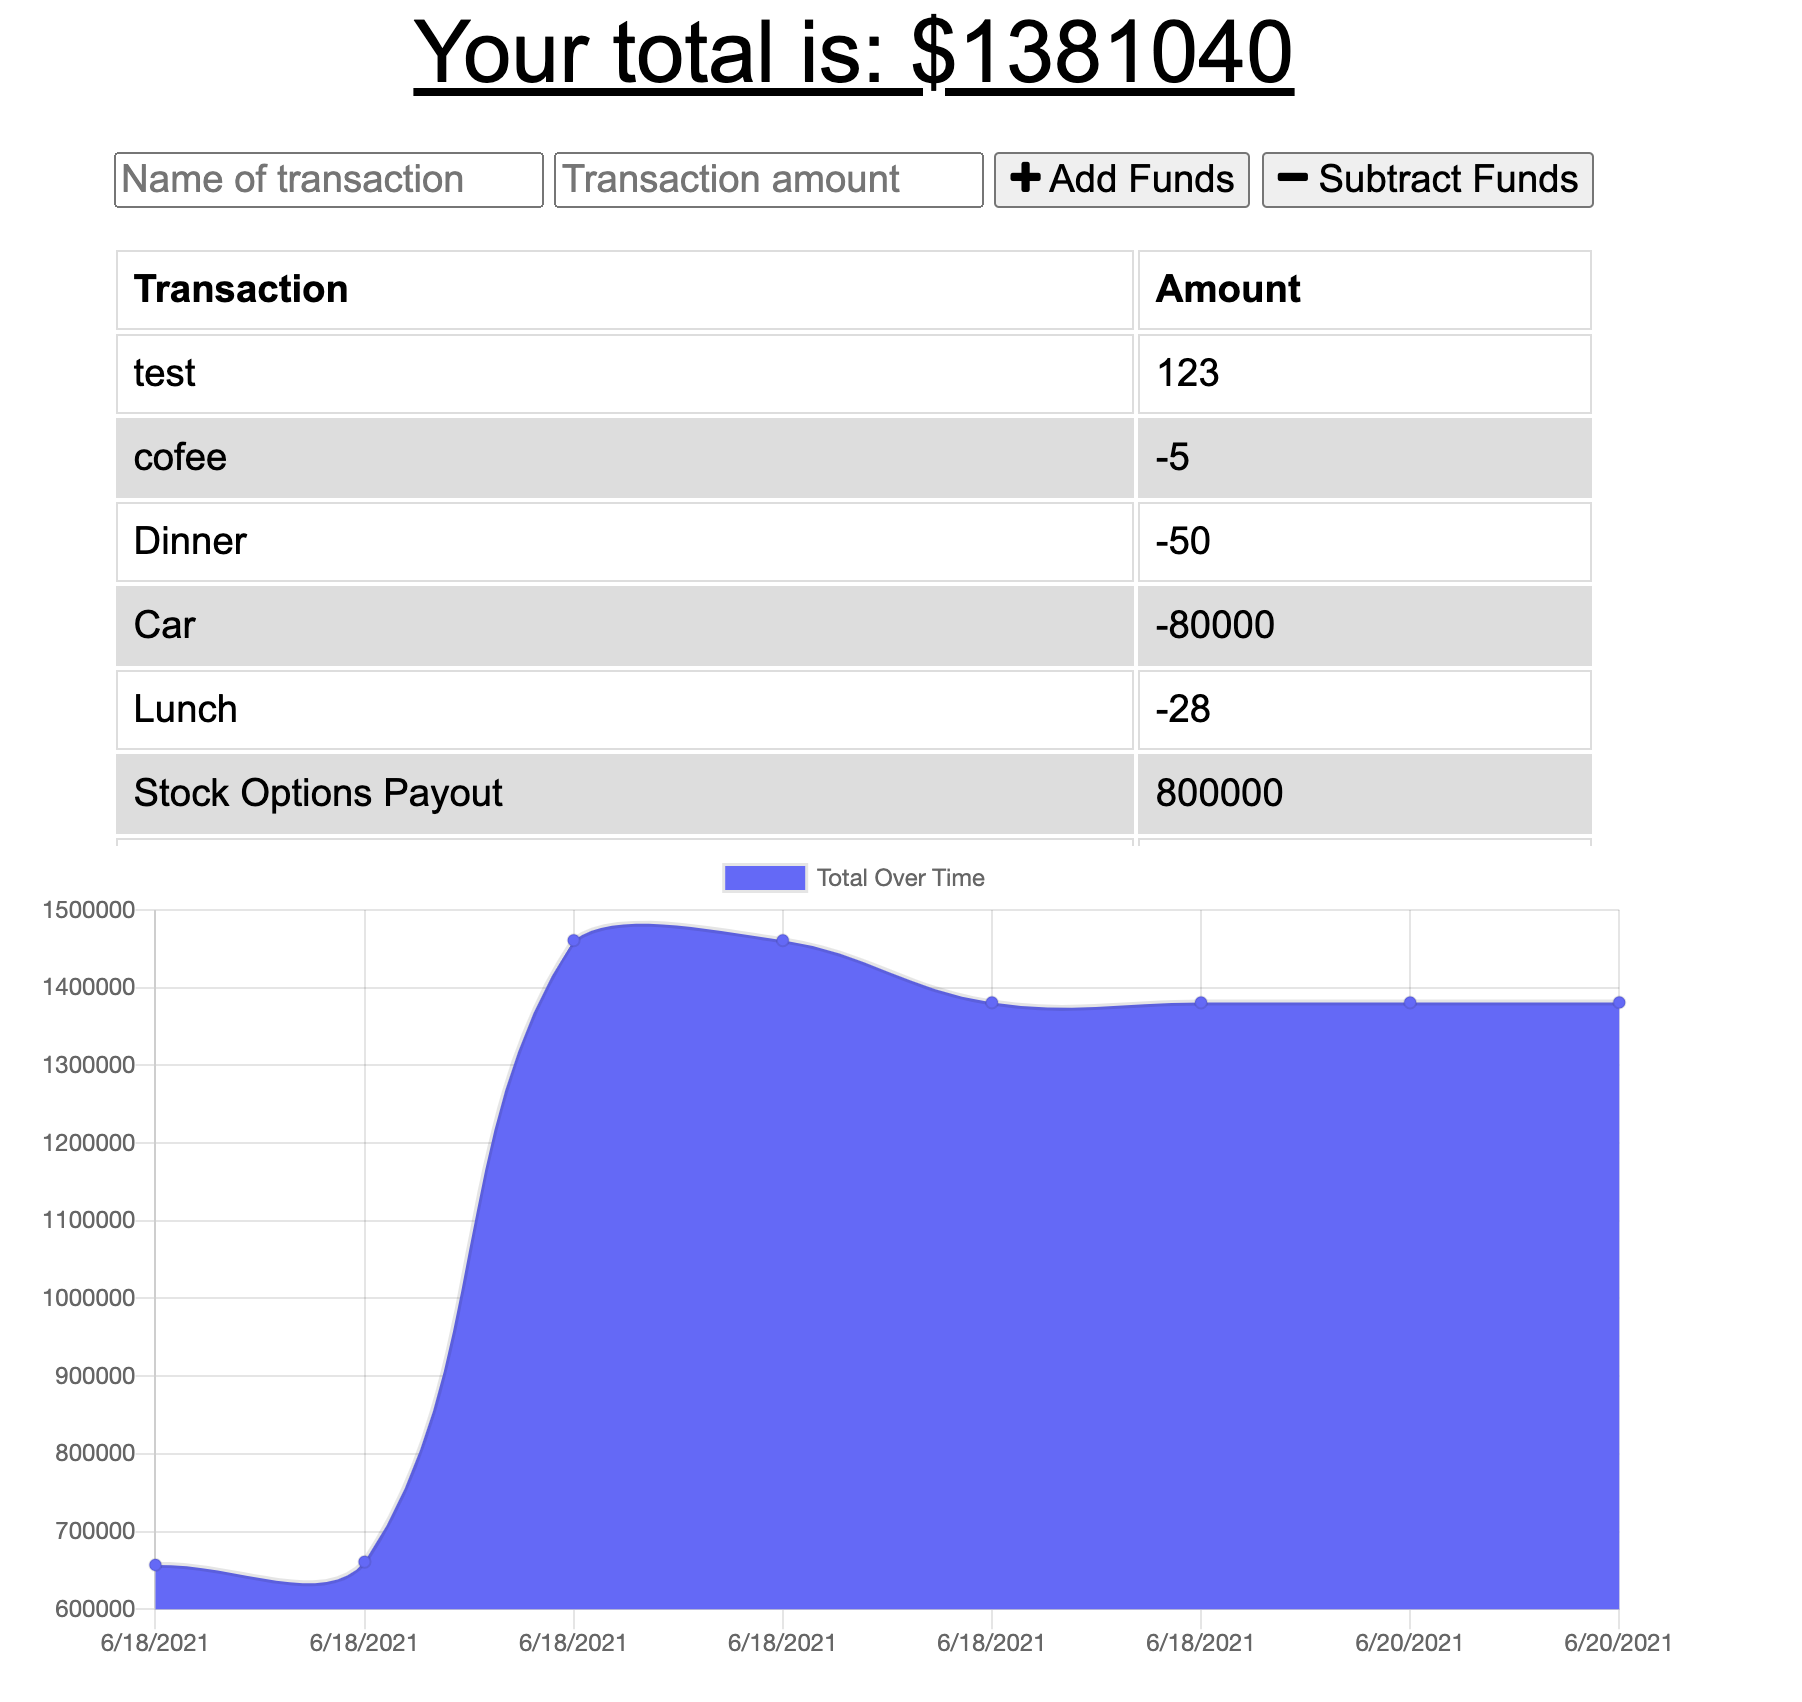 Your total is: $1381040
Name of transaction Transaction amount Add Funds Subtract Funds
Transaction Amount
test 123
cofee -5
Dinner -50
Car -80000
Lunch -28
Stock Options Payout 800000
Total Over Time
1500000
1400000
1300000
1200000
1100000
1000000
900000
800000
700000
600000
6/18/2021 6/18/2021 6/18/2021 6/18/2021 6/18/2021 6/18/2021 6/20/2021 6/20/2021